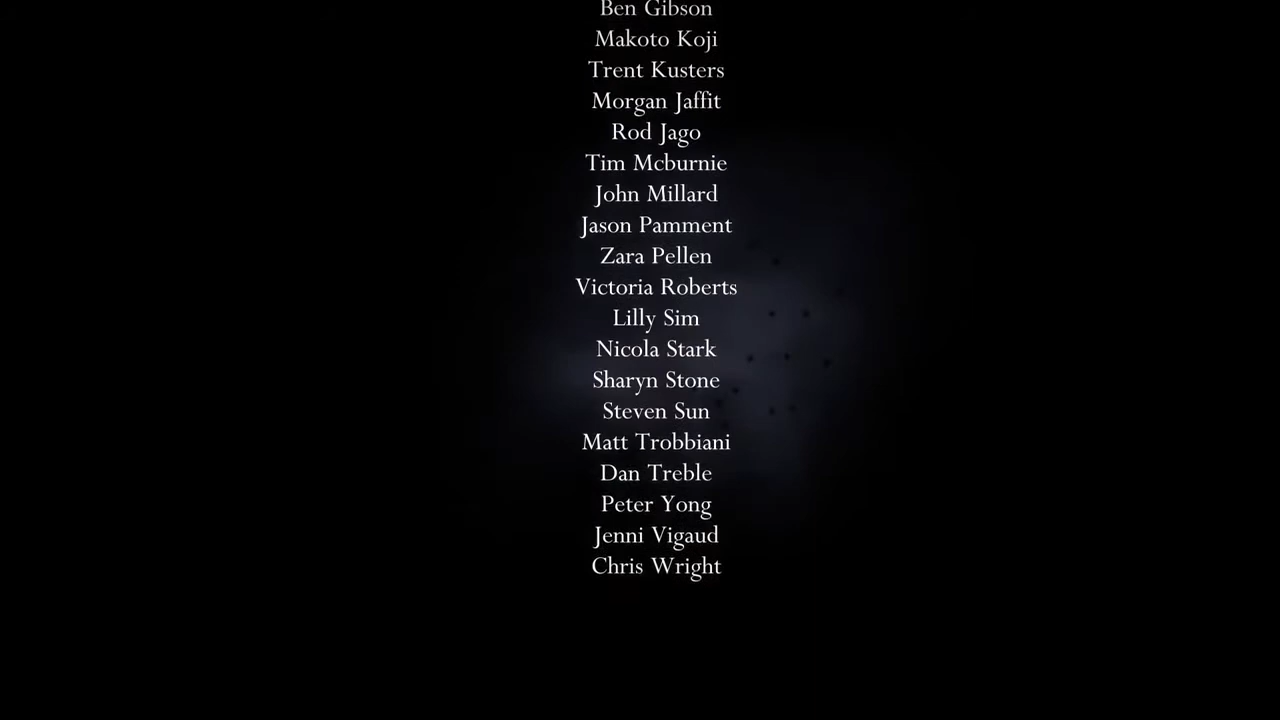 Ben Gibson
Makoto Koji
Trent Kusters
Morgan Jaffit
Rod Jago
Tim Mcburnie
John Millard
Jason Pamment
Zara Pellen
Victoria Roberts
Lilly Sim
Nicola Stark
Sharyn Stone
Steven Sun
Matt Trobbiani
Dan Treble
Peter Yong
Jenni Vigaud
Chris Wright